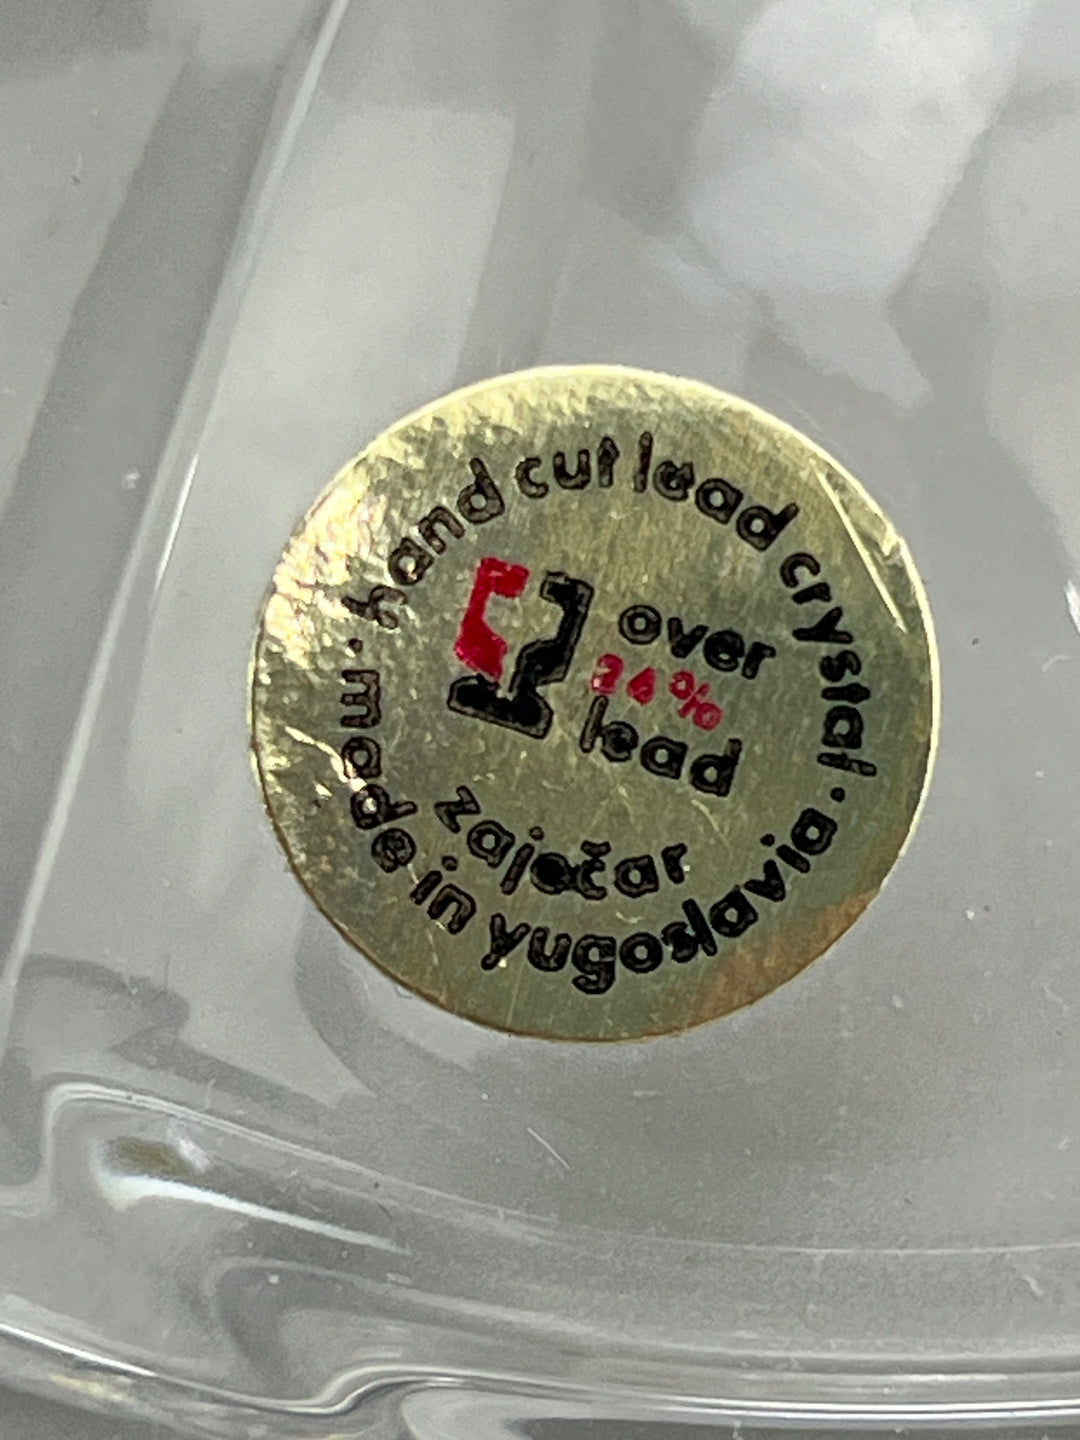 hand cut lead crystal · made in yugoslavia ·
over
24%
lead
zaječar